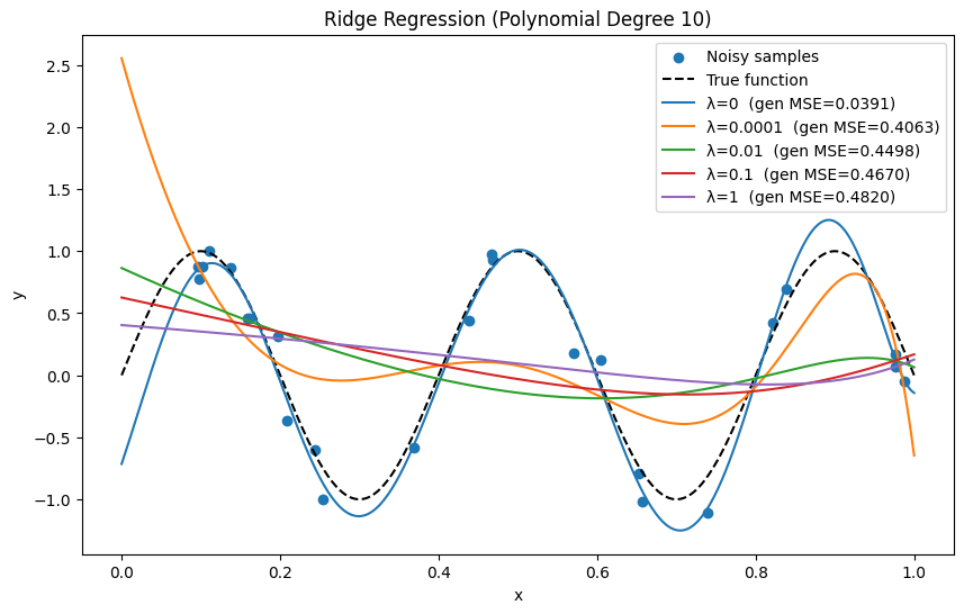 Ridge Regression (Polynomial Degree 10)
Noisy samples
True function
λ=0  (gen MSE=0.0391)
λ=0.0001  (gen MSE=0.4063)
λ=0.01  (gen MSE=0.4498)
λ=0.1  (gen MSE=0.4670)
λ=1  (gen MSE=0.4820)
2.5
2.0
1.5
1.0
0.5
0.0
−0.5
−1.0
y
0.0 0.2 0.4 0.6 0.8 1.0
x